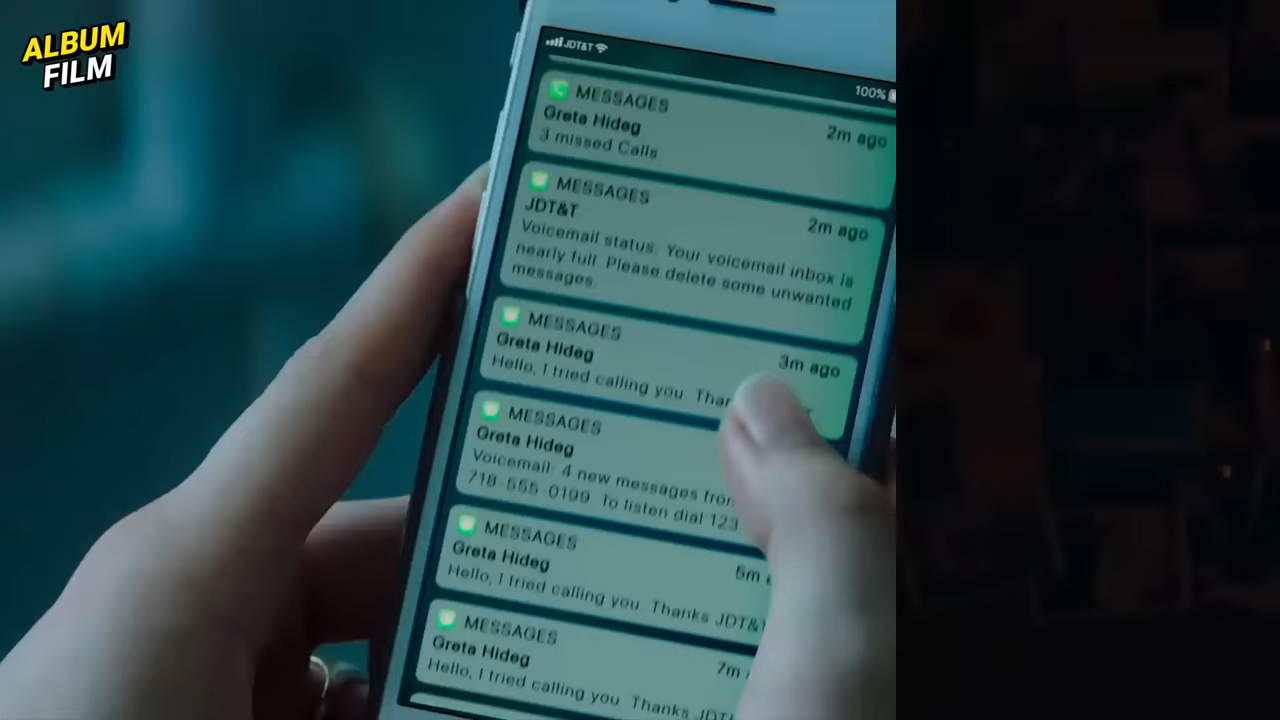 ALBUM
FILM
JDT&T
100%
MESSAGES
Greta Hideg
2m ago
3 missed Calls
MESSAGES
JDT&T
2m ago
Voicemail status: Your voicemail inbox is
nearly full. Please delete some unwanted
messages.
MESSAGES
Greta Hideg
3m ago
Hello, I tried calling you
MESSAGES
Greta Hideg
Voicemail: 4 new messages from
718-555-0199 To listen dial 123
MESSAGES
Greta Hideg
5m
Hello, I tried calling you Thanks JDT&T
MESSAGES
Greta Hideg
7m
Hello, I tried calling you Thanks